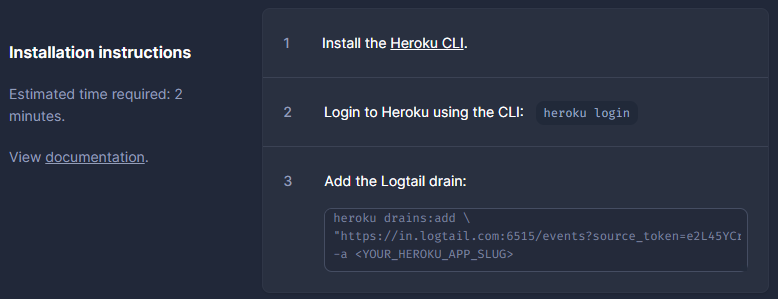 Installation instructions
Estimated time required: 2
minutes.
View documentation.
1 Install the Heroku CLI.
2 Login to Heroku using the CLI: heroku login
3 Add the Logtail drain:
heroku drains:add \
"https://in.logtail.com:6515/events?source_token=e2L45YCr
-a <YOUR_HEROKU_APP_SLUG>